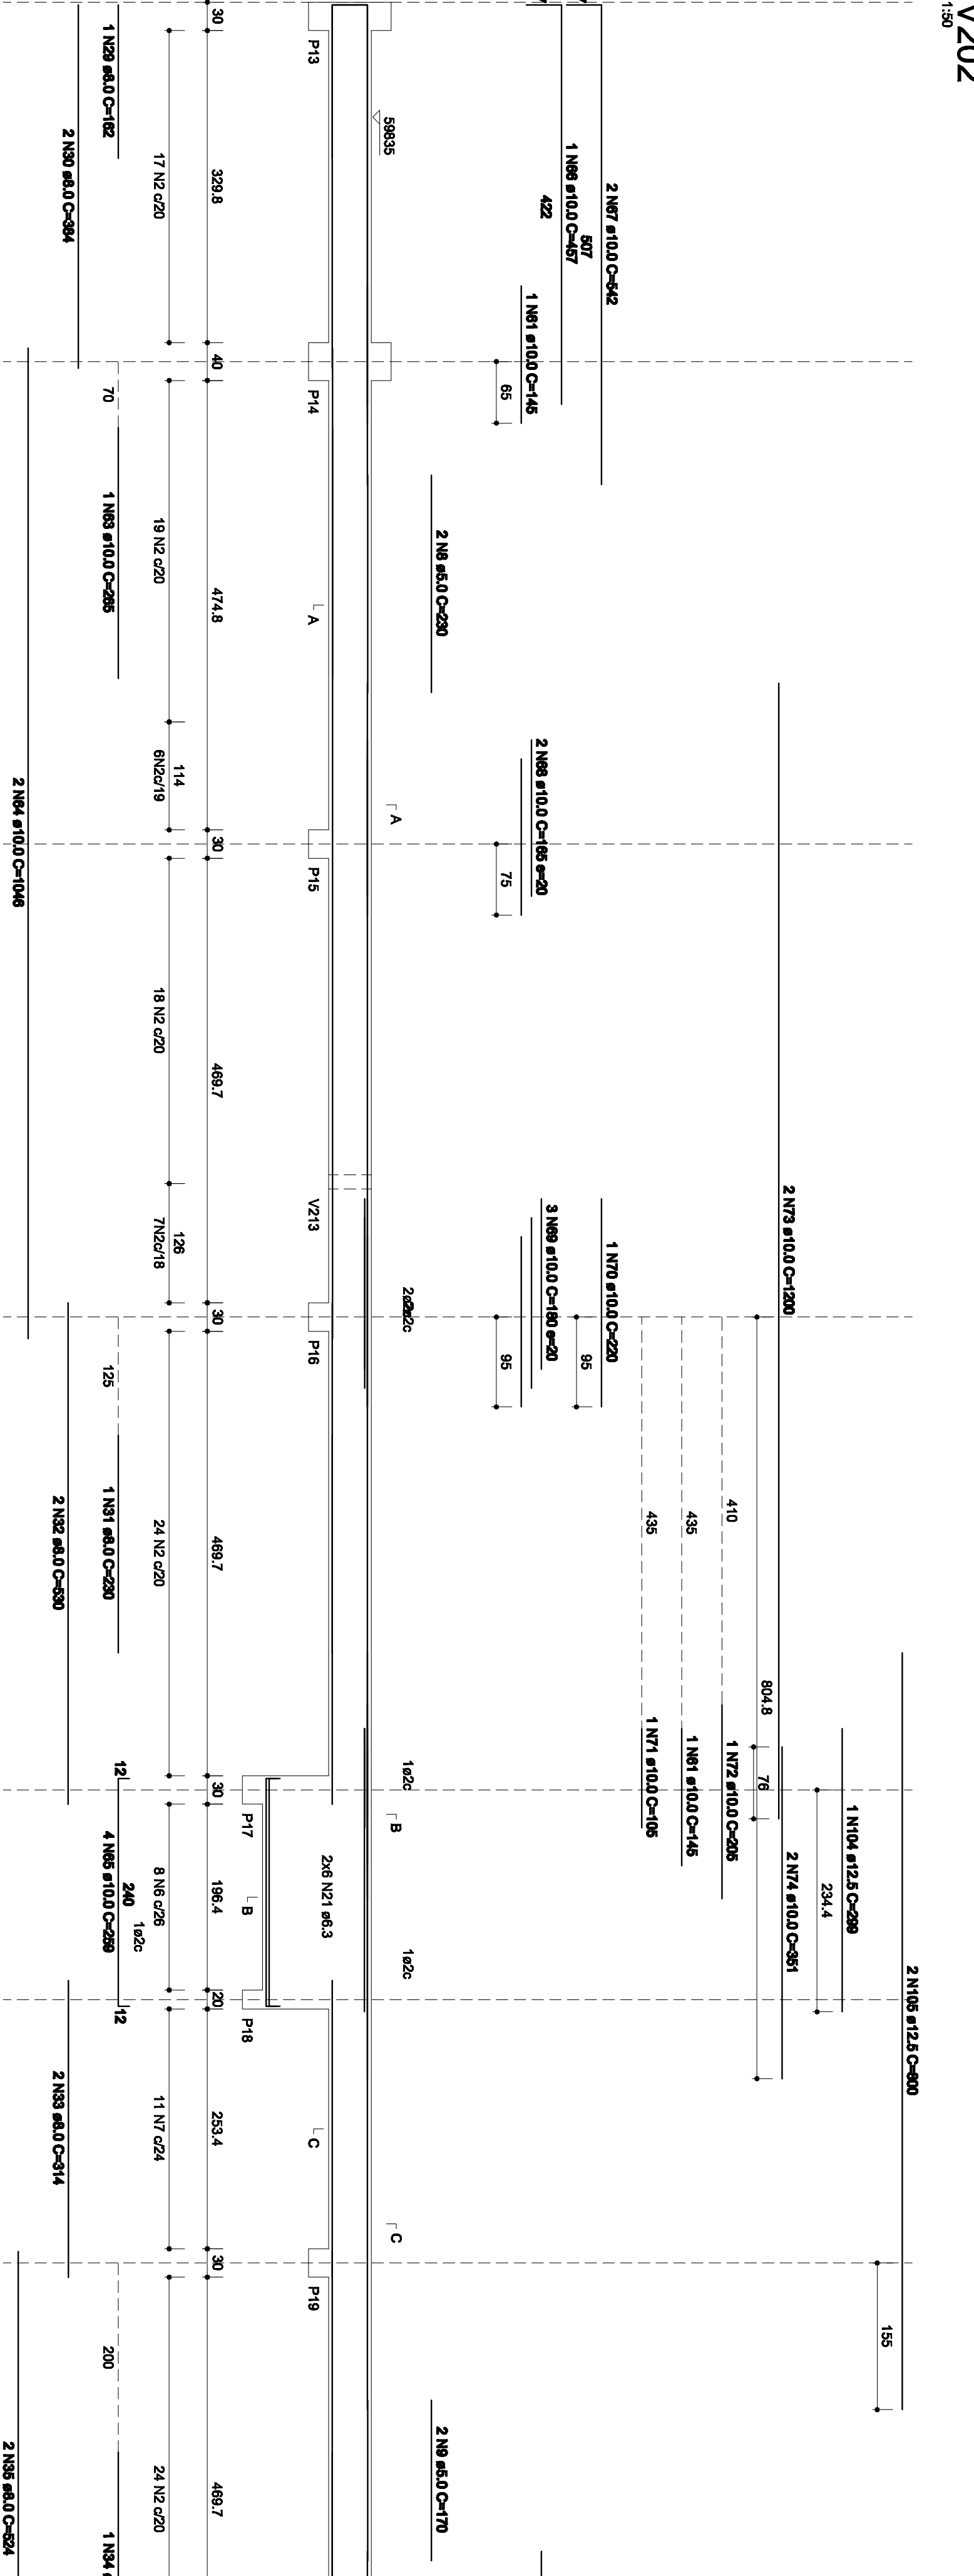 V202
1:50
2 N105 ø12.5 C=800
155
1 N104 ø12.5 C=299
234.4
2 N73 ø10.0 C=1200
2 N74 ø10.0 C=351
804.8
76
410
1 N72 ø10.0 C=205
435
1 N61 ø10.0 C=145
435
1 N71 ø10.0 C=105
2 N67 ø10.0 C=542
507
1 N70 ø10.0 C=220
95
1 N66 ø10.0 C=457
422
1 N61 ø10.0 C=145
65
2 N68 ø10.0 C=165 e=20
75
3 N69 ø10.0 C=180 e=20
95
2 N8 ø5.0 C=230
2 N9 ø5.0 C=170
1ø2c
1ø2c
59835
A
B
C
2x6 N21 ø6.3
P13
P14
A
P15
V213
P16
P17
B
P18
C
P19
30
329.8
40
474.8
30
469.7
30
469.7
30
196.4
20
253.4
30
469.7
17 N2 c/20
19 N2 c/20
114
6N2c/19
18 N2 c/20
126
7N2c/18
24 N2 c/20
8 N6 c/26
11 N7 c/24
24 N2 c/20
1 N29 ø8.0 C=162
70
1 N63 ø10.0 C=265
125
1 N31 ø8.0 C=230
12
240
1ø2c
4 N65 ø10.0 C=259
12
200
1 N34
2 N30 ø8.0 C=384
2 N32 ø8.0 C=530
2 N33 ø8.0 C=314
2 N64 ø10.0 C=1046
2 N35 ø8.0 C=524